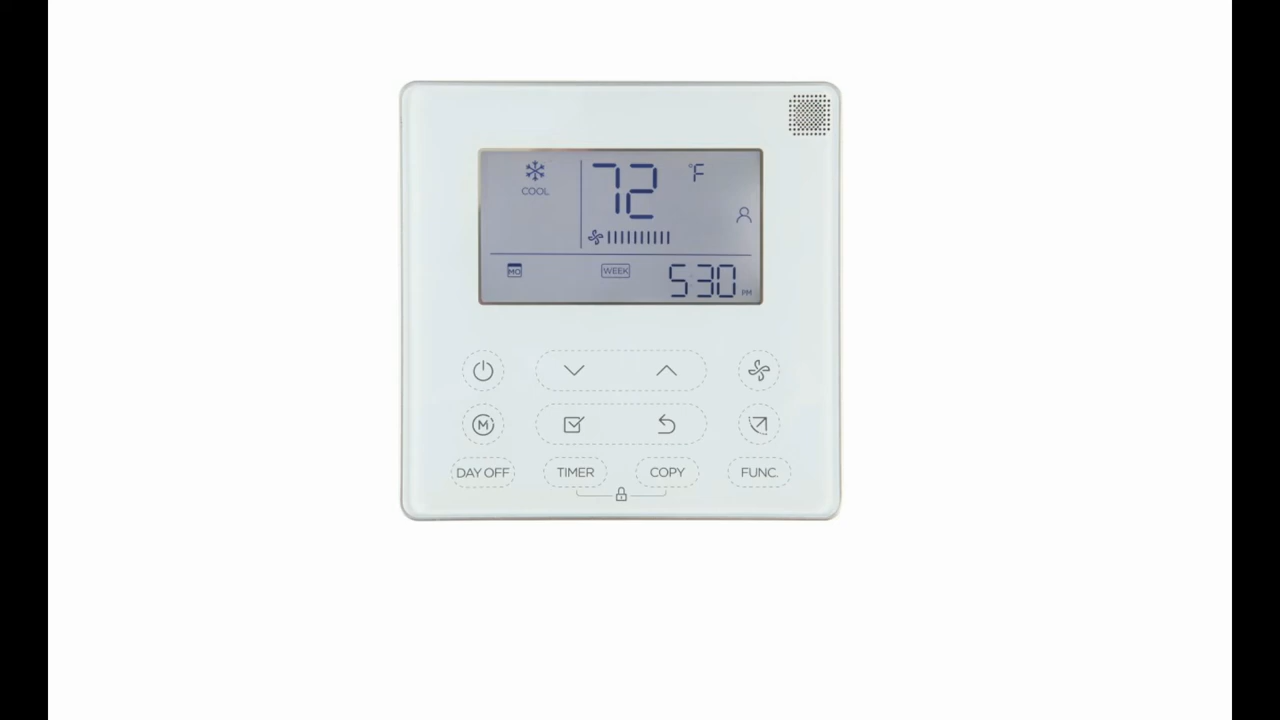 COOL
72 °F
MO WEEK 5:30 PM
M
DAY OFF TIMER COPY FUNC.